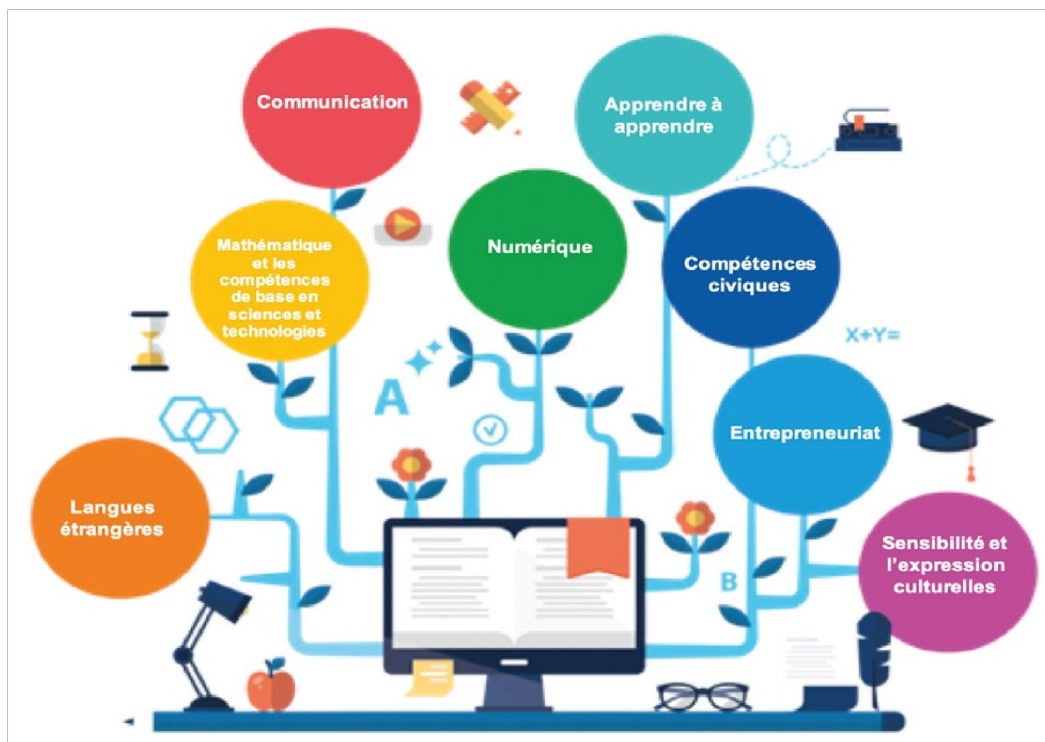 Communication
Apprendre à
apprendre
Mathématique
et les
compétences
de base en
sciences et
technologies
Numérique
Compétences
civiques
X+Y=
A
Entrepreneuriat
Langues
étrangères
Sensibilité et
l'expression
culturelles
B